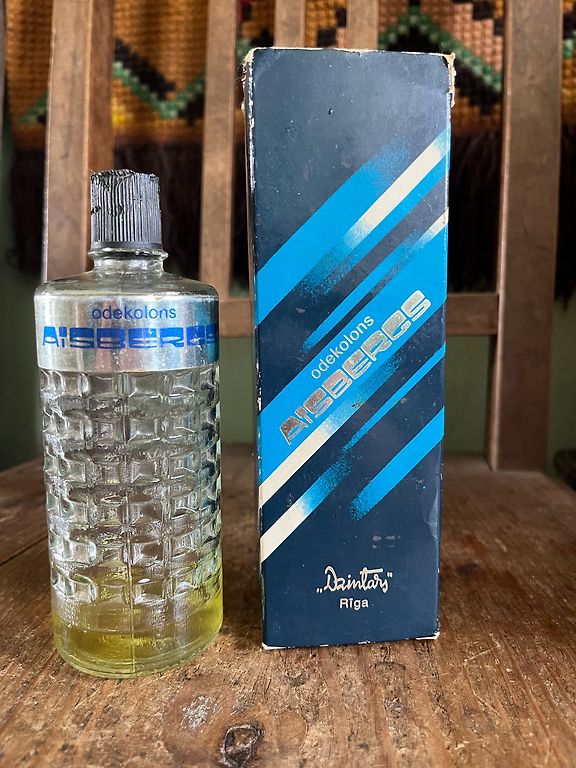 odekolons
AISBERGS
odekolons
AISBERGS
„Dzintars"
Rīga